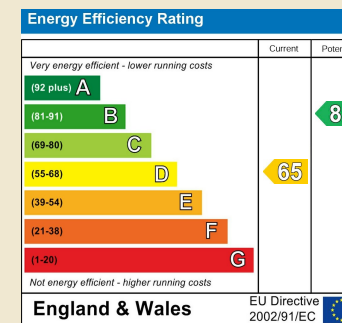 Energy Efficiency Rating
Current
Very energy efficient - lower running costs
(92 plus) A
(81-91) B
(69-80) C
(55-68) D
65
(39-54) E
(21-38) F
(1-20) G
Not energy efficient - higher running costs
England & Wales
EU Directive
2002/91/EC